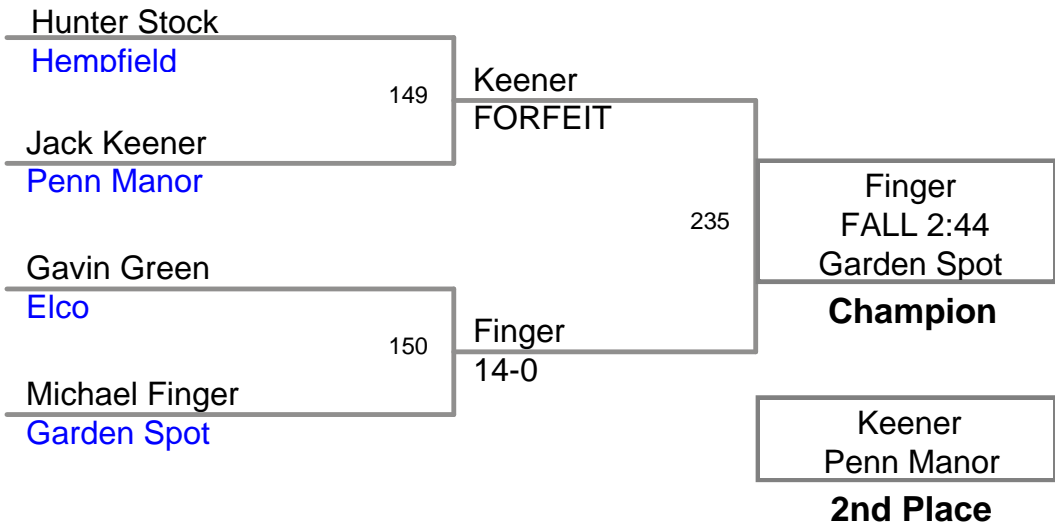 Hunter Stock
Hempfield
149
Keener
FORFEIT
Jack Keener
Penn Manor
235
Finger
FALL 2:44
Garden Spot
Champion
Gavin Green
Elco
150
Finger
14-0
Michael Finger
Garden Spot
Keener
Penn Manor
2nd Place